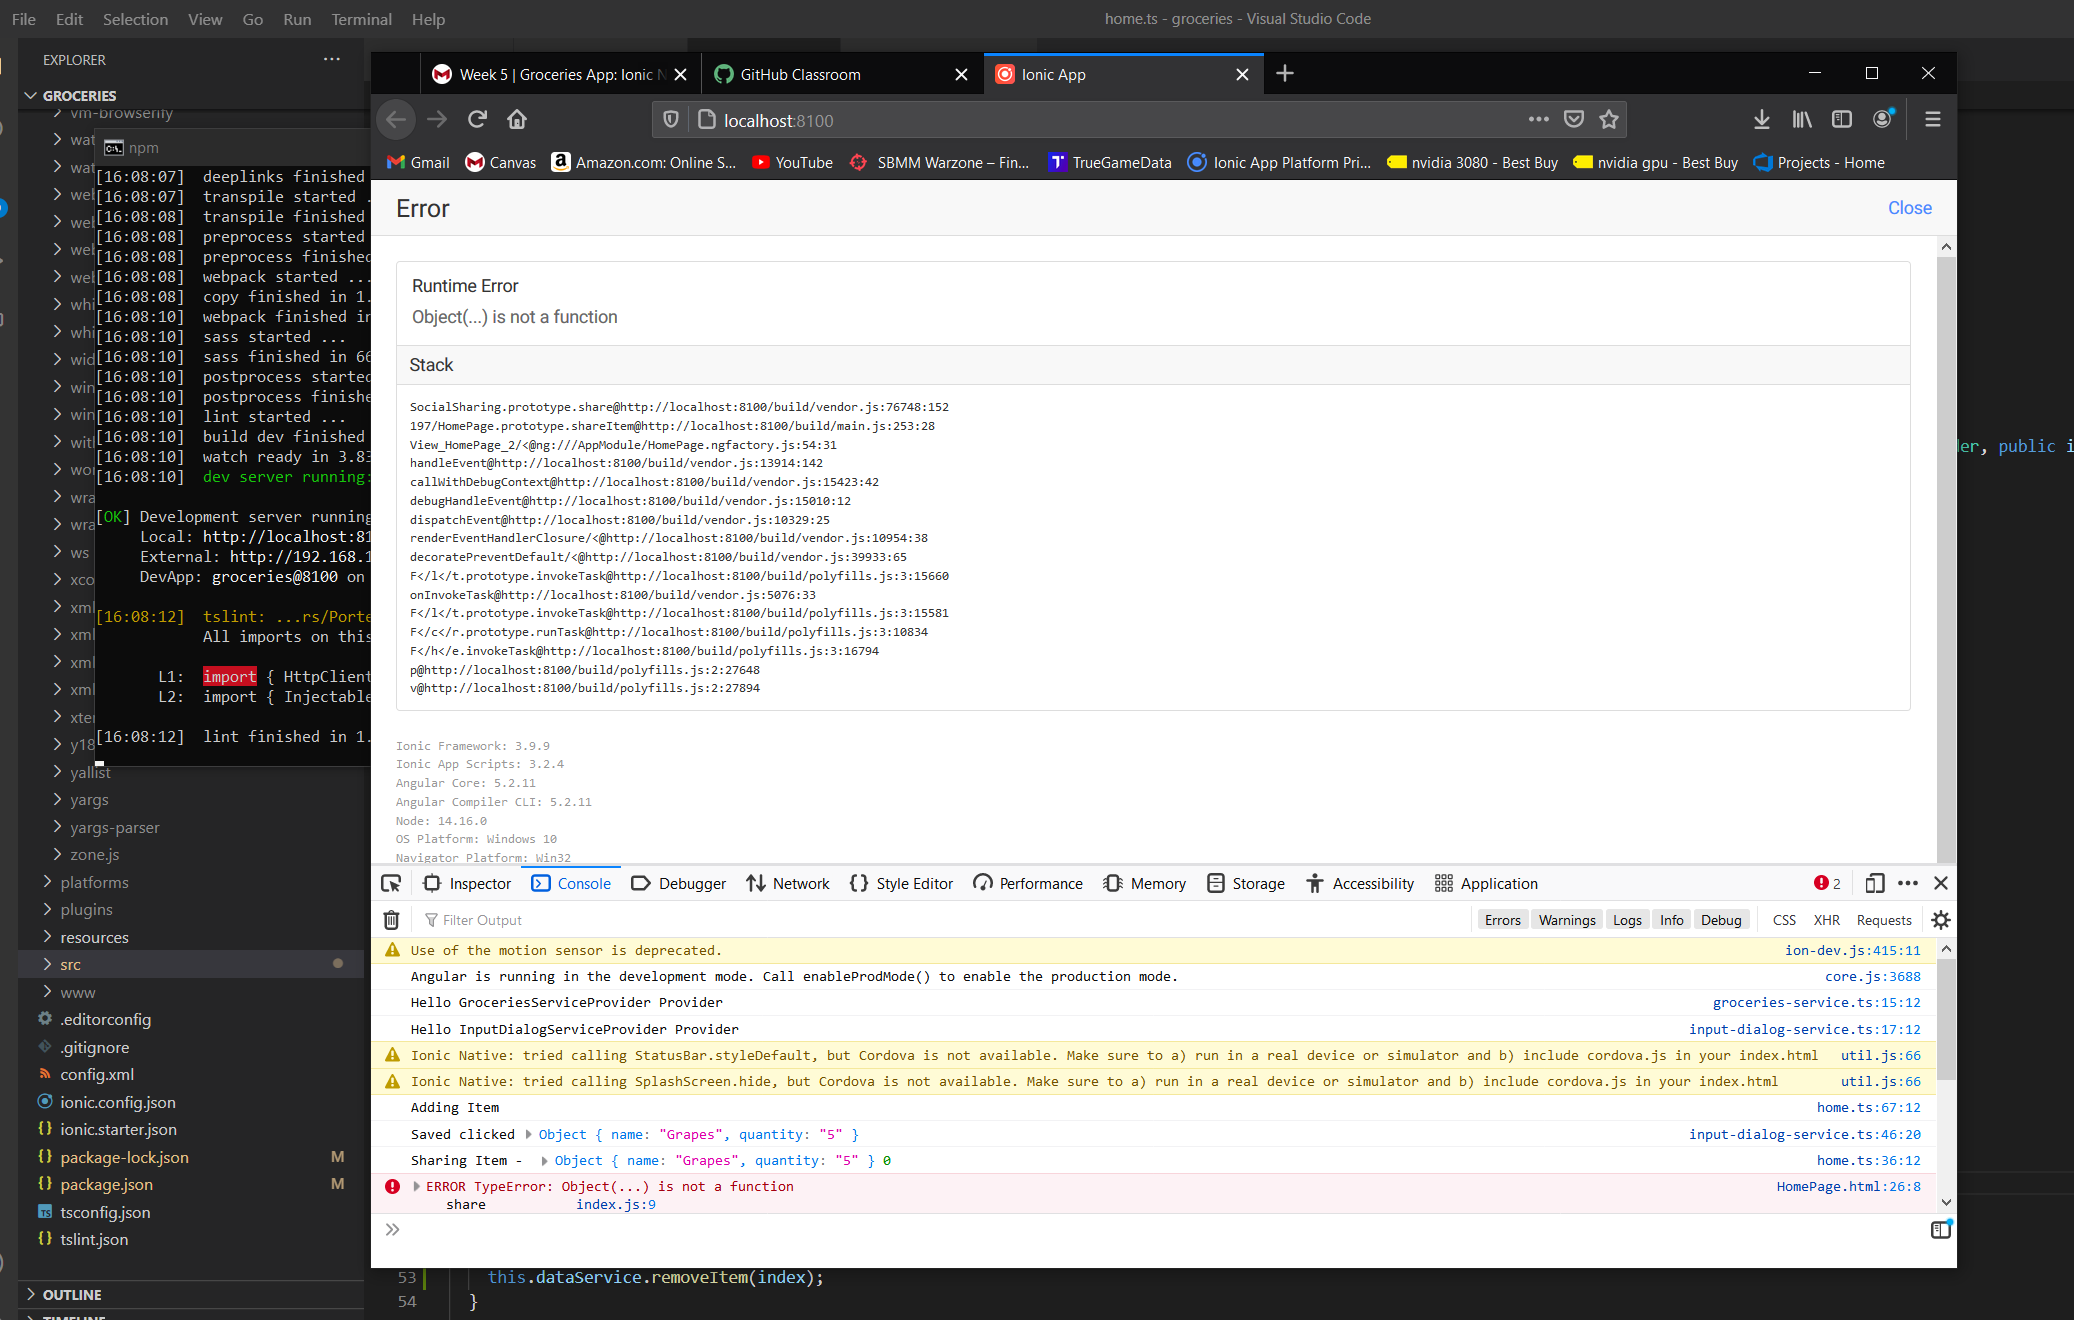 File Edit Selection View Go Run Terminal Help
home.ts - groceries - Visual Studio Code
EXPLORER
GROCERIES
vm-browserify
yallist
yargs
yargs-parser
zone.js
platforms
plugins
resources
src
www
.editorconfig
.gitignore
config.xml
ionic.config.json
ionic.starter.json
package-lock.json M
package.json M
tsconfig.json
tslint.json
OUTLINE
npm
[16:08:07] deeplinks finished
[16:08:07] transpile started
[16:08:08] transpile finished
[16:08:08] preprocess started
[16:08:08] preprocess finished
[16:08:08] webpack started ...
[16:08:08] copy finished in 1.
[16:08:10] webpack finished in
[16:08:10] sass started ...
[16:08:10] sass finished in 66
[16:08:10] postprocess started
[16:08:10] postprocess finishe
[16:08:10] lint started ...
[16:08:10] build dev finished
[16:08:10] watch ready in 3.83
[16:08:10] dev server running:
[OK] Development server running
Local: http://localhost:81
External: http://192.168.1
DevApp: groceries@8100 on
[16:08:12] tslint: ...rs/Porte
All imports on this
L1: import { HttpClient
L2: import { Injectable
[16:08:12] lint finished in 1.
Week 5 | Groceries App: Ionic N
GitHub Classroom
Ionic App
localhost:8100
Gmail Canvas Amazon.com: Online S... YouTube SBMM Warzone – Fin... TrueGameData Ionic App Platform Pri... nvidia 3080 - Best Buy nvidia gpu - Best Buy Projects - Home
Error Close
Runtime Error
Object(...) is not a function
Stack
SocialSharing.prototype.share@http://localhost:8100/build/vendor.js:76748:152
197/HomePage.prototype.shareItem@http://localhost:8100/build/main.js:253:28
View_HomePage_2/<@ng:///AppModule/HomePage.ngfactory.js:54:31
handleEvent@http://localhost:8100/build/vendor.js:13914:142
callWithDebugContext@http://localhost:8100/build/vendor.js:15423:42
debugHandleEvent@http://localhost:8100/build/vendor.js:15010:12
dispatchEvent@http://localhost:8100/build/vendor.js:10329:25
renderEventHandlerClosure/<@http://localhost:8100/build/vendor.js:10954:38
decoratePreventDefault/<@http://localhost:8100/build/vendor.js:39933:65
F</l</t.prototype.invokeTask@http://localhost:8100/build/polyfills.js:3:15660
onInvokeTask@http://localhost:8100/build/vendor.js:5076:33
F</l</t.prototype.invokeTask@http://localhost:8100/build/polyfills.js:3:15581
F</c</r.prototype.runTask@http://localhost:8100/build/polyfills.js:3:10834
F</h</e.invokeTask@http://localhost:8100/build/polyfills.js:3:16794
p@http://localhost:8100/build/polyfills.js:2:27648
v@http://localhost:8100/build/polyfills.js:2:27894
Ionic Framework: 3.9.9
Ionic App Scripts: 3.2.4
Angular Core: 5.2.11
Angular Compiler CLI: 5.2.11
Node: 14.16.0
OS Platform: Windows 10
Navigator Platform: Win32
Inspector Console Debugger Network Style Editor Performance Memory Storage Accessibility Application 2
Filter Output Errors Warnings Logs Info Debug CSS XHR Requests
Use of the motion sensor is deprecated. ion-dev.js:415:11
Angular is running in the development mode. Call enableProdMode() to enable the production mode. core.js:3688
Hello GroceriesServiceProvider Provider groceries-service.ts:15:12
Hello InputDialogServiceProvider Provider input-dialog-service.ts:17:12
Ionic Native: tried calling StatusBar.styleDefault, but Cordova is not available. Make sure to a) run in a real device or simulator and b) include cordova.js in your index.html util.js:66
Ionic Native: tried calling SplashScreen.hide, but Cordova is not available. Make sure to a) run in a real device or simulator and b) include cordova.js in your index.html util.js:66
Adding Item home.ts:67:12
Saved clicked Object { name: "Grapes", quantity: "5" } input-dialog-service.ts:46:20
Sharing Item - Object { name: "Grapes", quantity: "5" } 0 home.ts:36:12
ERROR TypeError: Object(...) is not a function HomePage.html:26:8
share index.js:9
der, public i
53 this.dataService.removeItem(index);
54 }